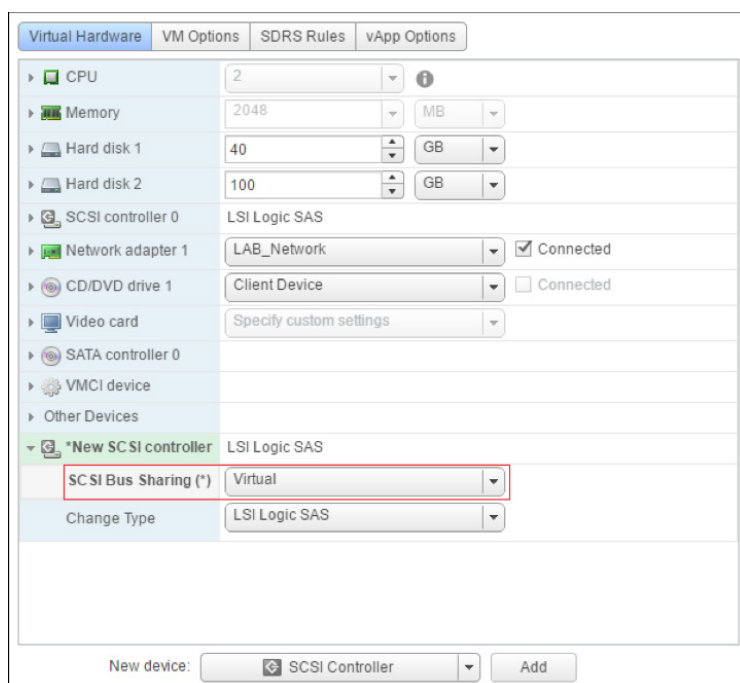 Virtual Hardware VM Options SDRS Rules vApp Options
CPU 2
Memory 2048 MB
Hard disk 1 40 GB
Hard disk 2 100 GB
SCSI controller 0 LSI Logic SAS
Network adapter 1 LAB_Network Connected
CD/DVD drive 1 Client Device Connected
Video card Specify custom settings
SATA controller 0
VMCI device
Other Devices
*New SCSI controller LSI Logic SAS
SCSI Bus Sharing (*) Virtual
Change Type LSI Logic SAS
New device: SCSI Controller Add